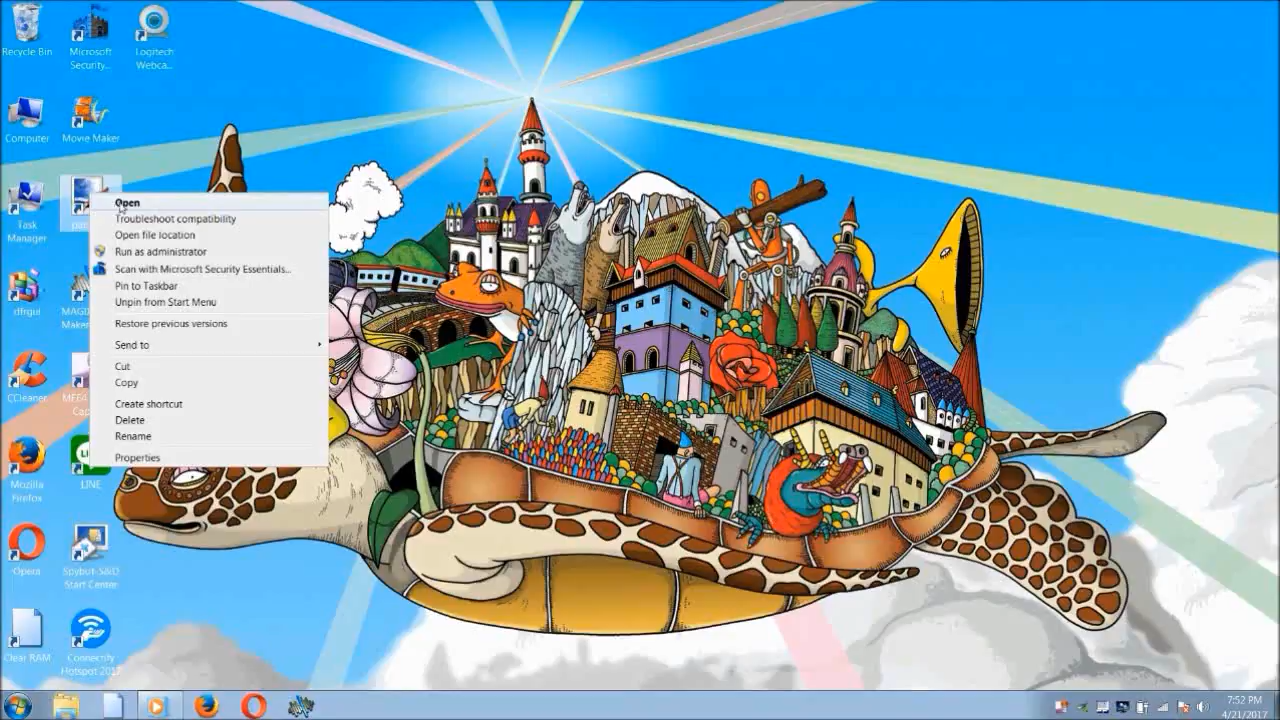 Recycle Bin
Microsoft
Security...
Logitech
Webca...
Computer
Movie Maker
Task
Manager
dfrgui
CCleaner
Mozilla
Firefox
LINE
Opera
Spybot-S&D
Start Center
Clear RAM
Connectify
Hotspot 2017
Open
Troubleshoot compatibility
Open file location
Run as administrator
Scan with Microsoft Security Essentials...
Pin to Taskbar
Unpin from Start Menu
Restore previous versions
Send to
Cut
Copy
Create shortcut
Delete
Rename
Properties
7:52 PM
4/21/2017